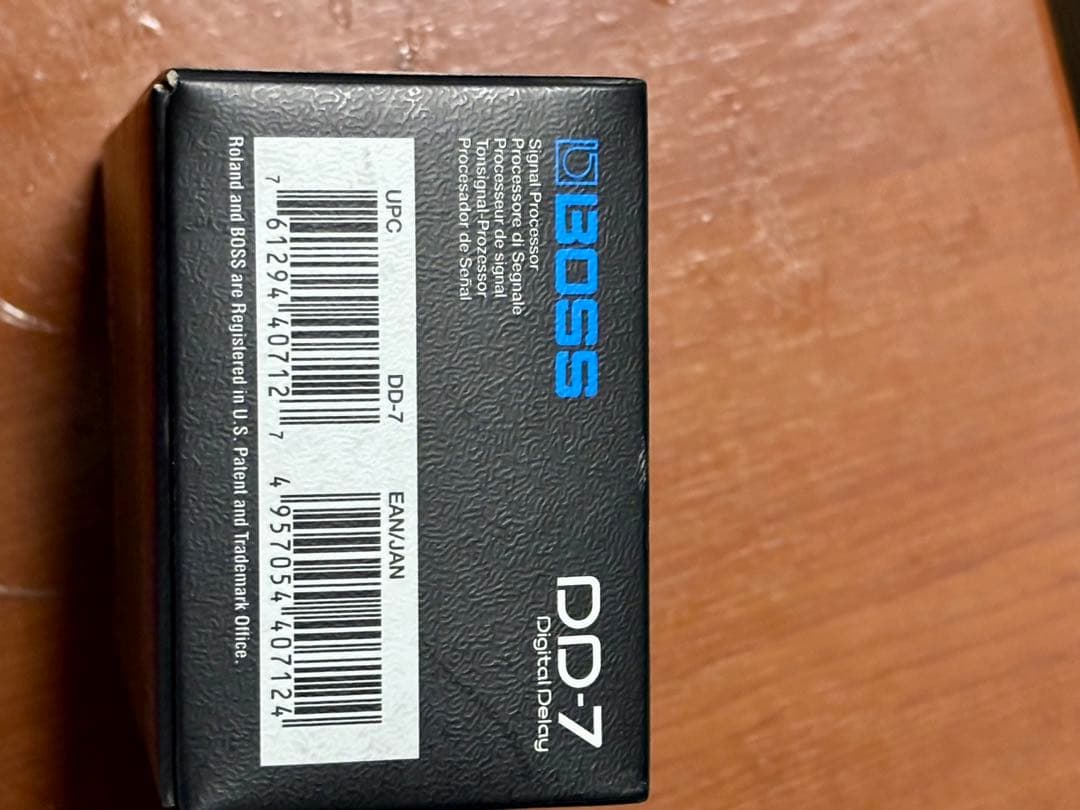 BOSS
DD-7
Digital Delay
Signal Processor
Processore di Segnale
Processeur de signal
Tonsignal-Prozessor
Procesador de Señal
UPC DD-7 EAN/JAN
7 61294 40712 7 4 957054 407124
Roland and BOSS are Registered in U.S. Patent and Trademark Office.